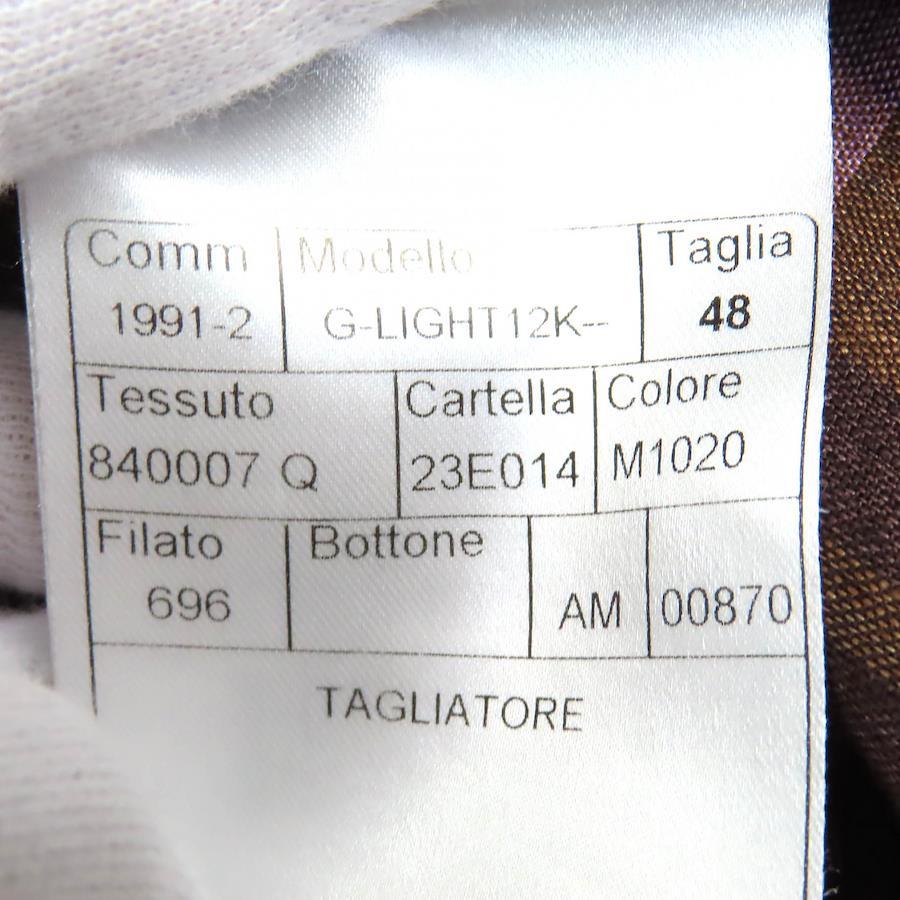 Comm Modello Taglia
1991-2 G-LIGHT12K-- 48
Tessuto Cartella Colore
840007 Q 23E014 M1020
Filato Bottone
696 AM 00870
TAGLIATORE